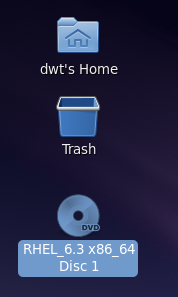 dwt's Home
Trash
DVD
RHEL_6.3 x86_64
Disc 1